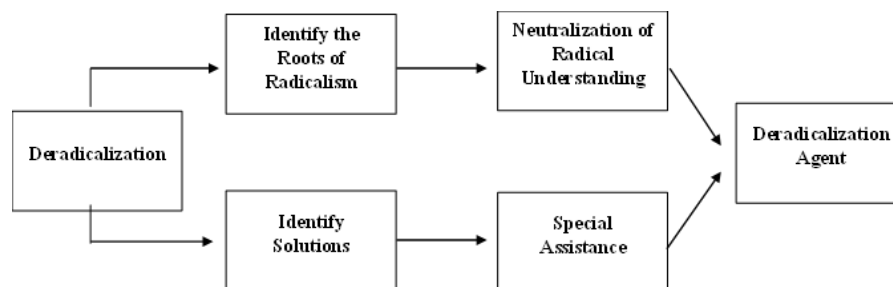 Identify the
Roots of
Radicalism
Neutralization of
Radical
Understanding
Deradicalization
Deradicalization
Agent
Identify
Solutions
Special
Assistance